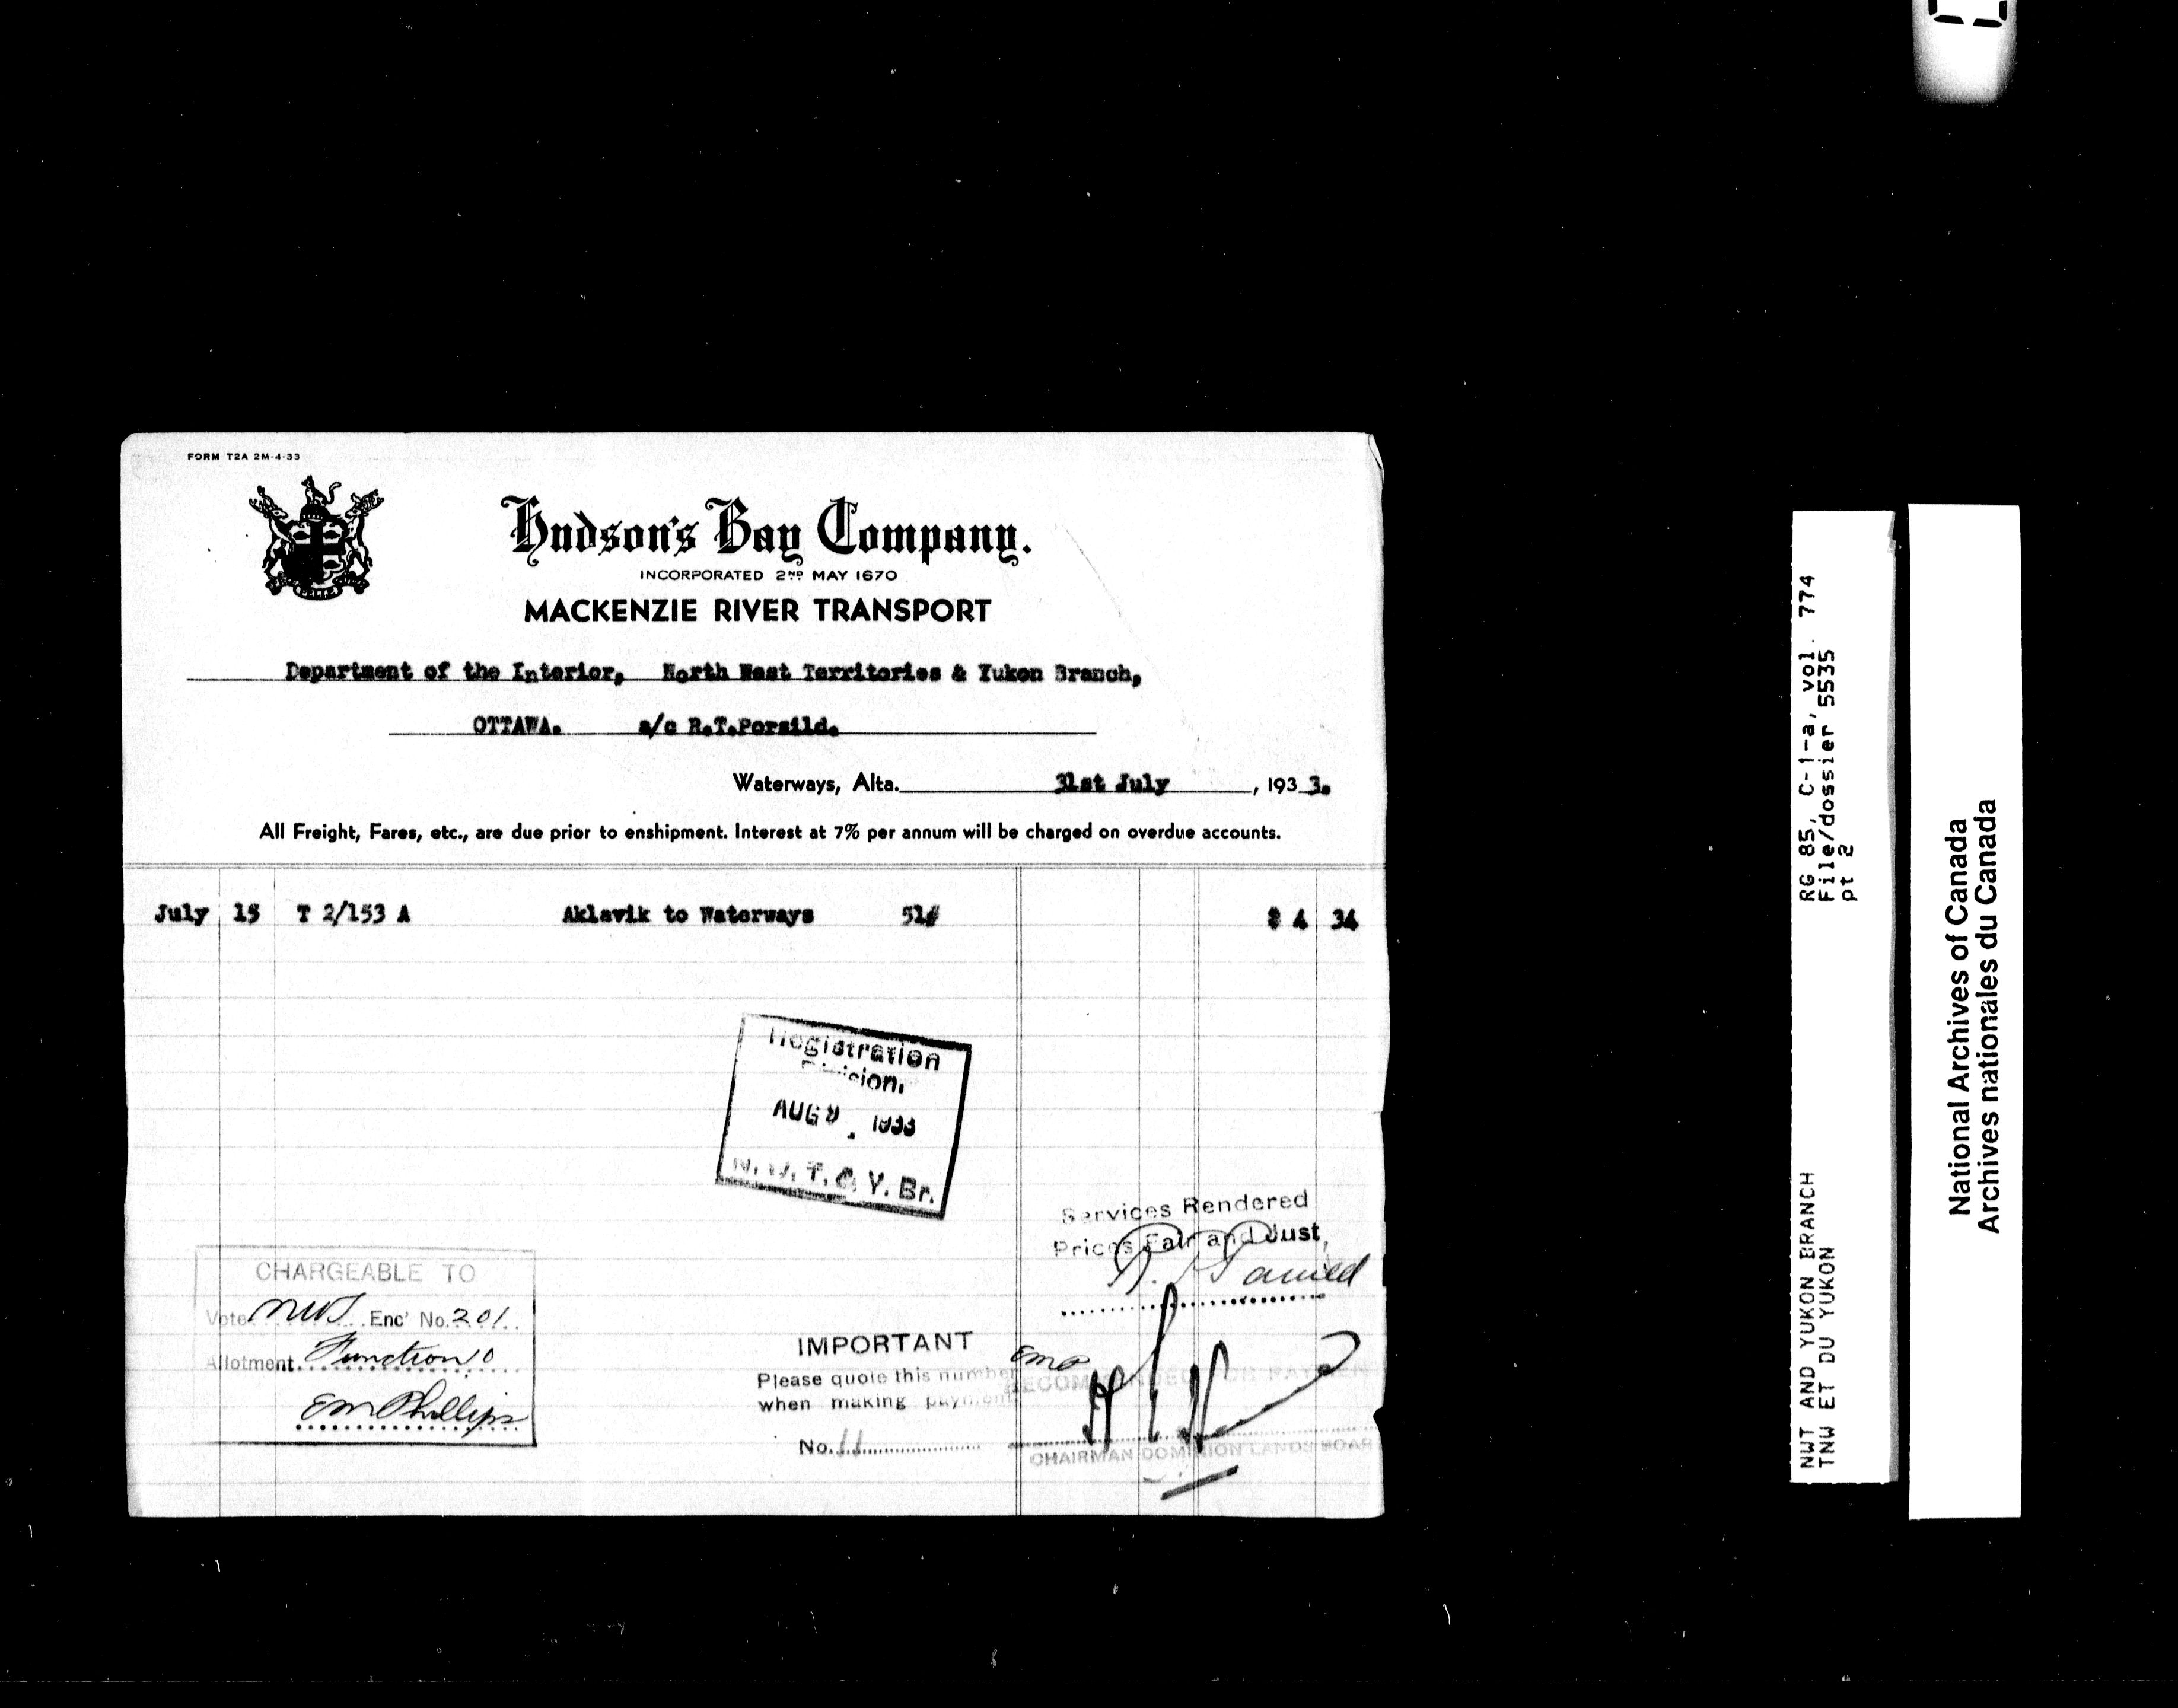 FORM T2A 2M-4-33
Hudson's Bay Company.
INCORPORATED 2ND MAY 1670
MACKENZIE RIVER TRANSPORT
Department of the Interior, North West Territories & Yukon Branch,
OTTAWA. a/c R.T.Porsild.
Waterways, Alta. 31st July, 1933.
All Freight, Fares, etc., are due prior to enshipment. Interest at 7% per annum will be charged on overdue accounts.
July 15 T 2/153 A Aklavik to Waterways 51# $ 4 34
Registration
Division.
AUG 9 1933
N.W.T. & Y. Br.
Services Rendered
Prices Fair and Just,
CHARGEABLE TO
Vote NWT Enc' No. 201
Allotment Function 10
EM Phillips
IMPORTANT
Please quote this number
when making payment
No. 11
EMP
RECOMMENDED FOR PAYMENT
CHAIRMAN DOMINION LANDS BOARD
RG 85, C-1-a, vol. 774
File/dossier 5535
pt 2
NWT AND YUKON BRANCH
TNW ET DU YUKON
National Archives of Canada
Archives nationales du Canada